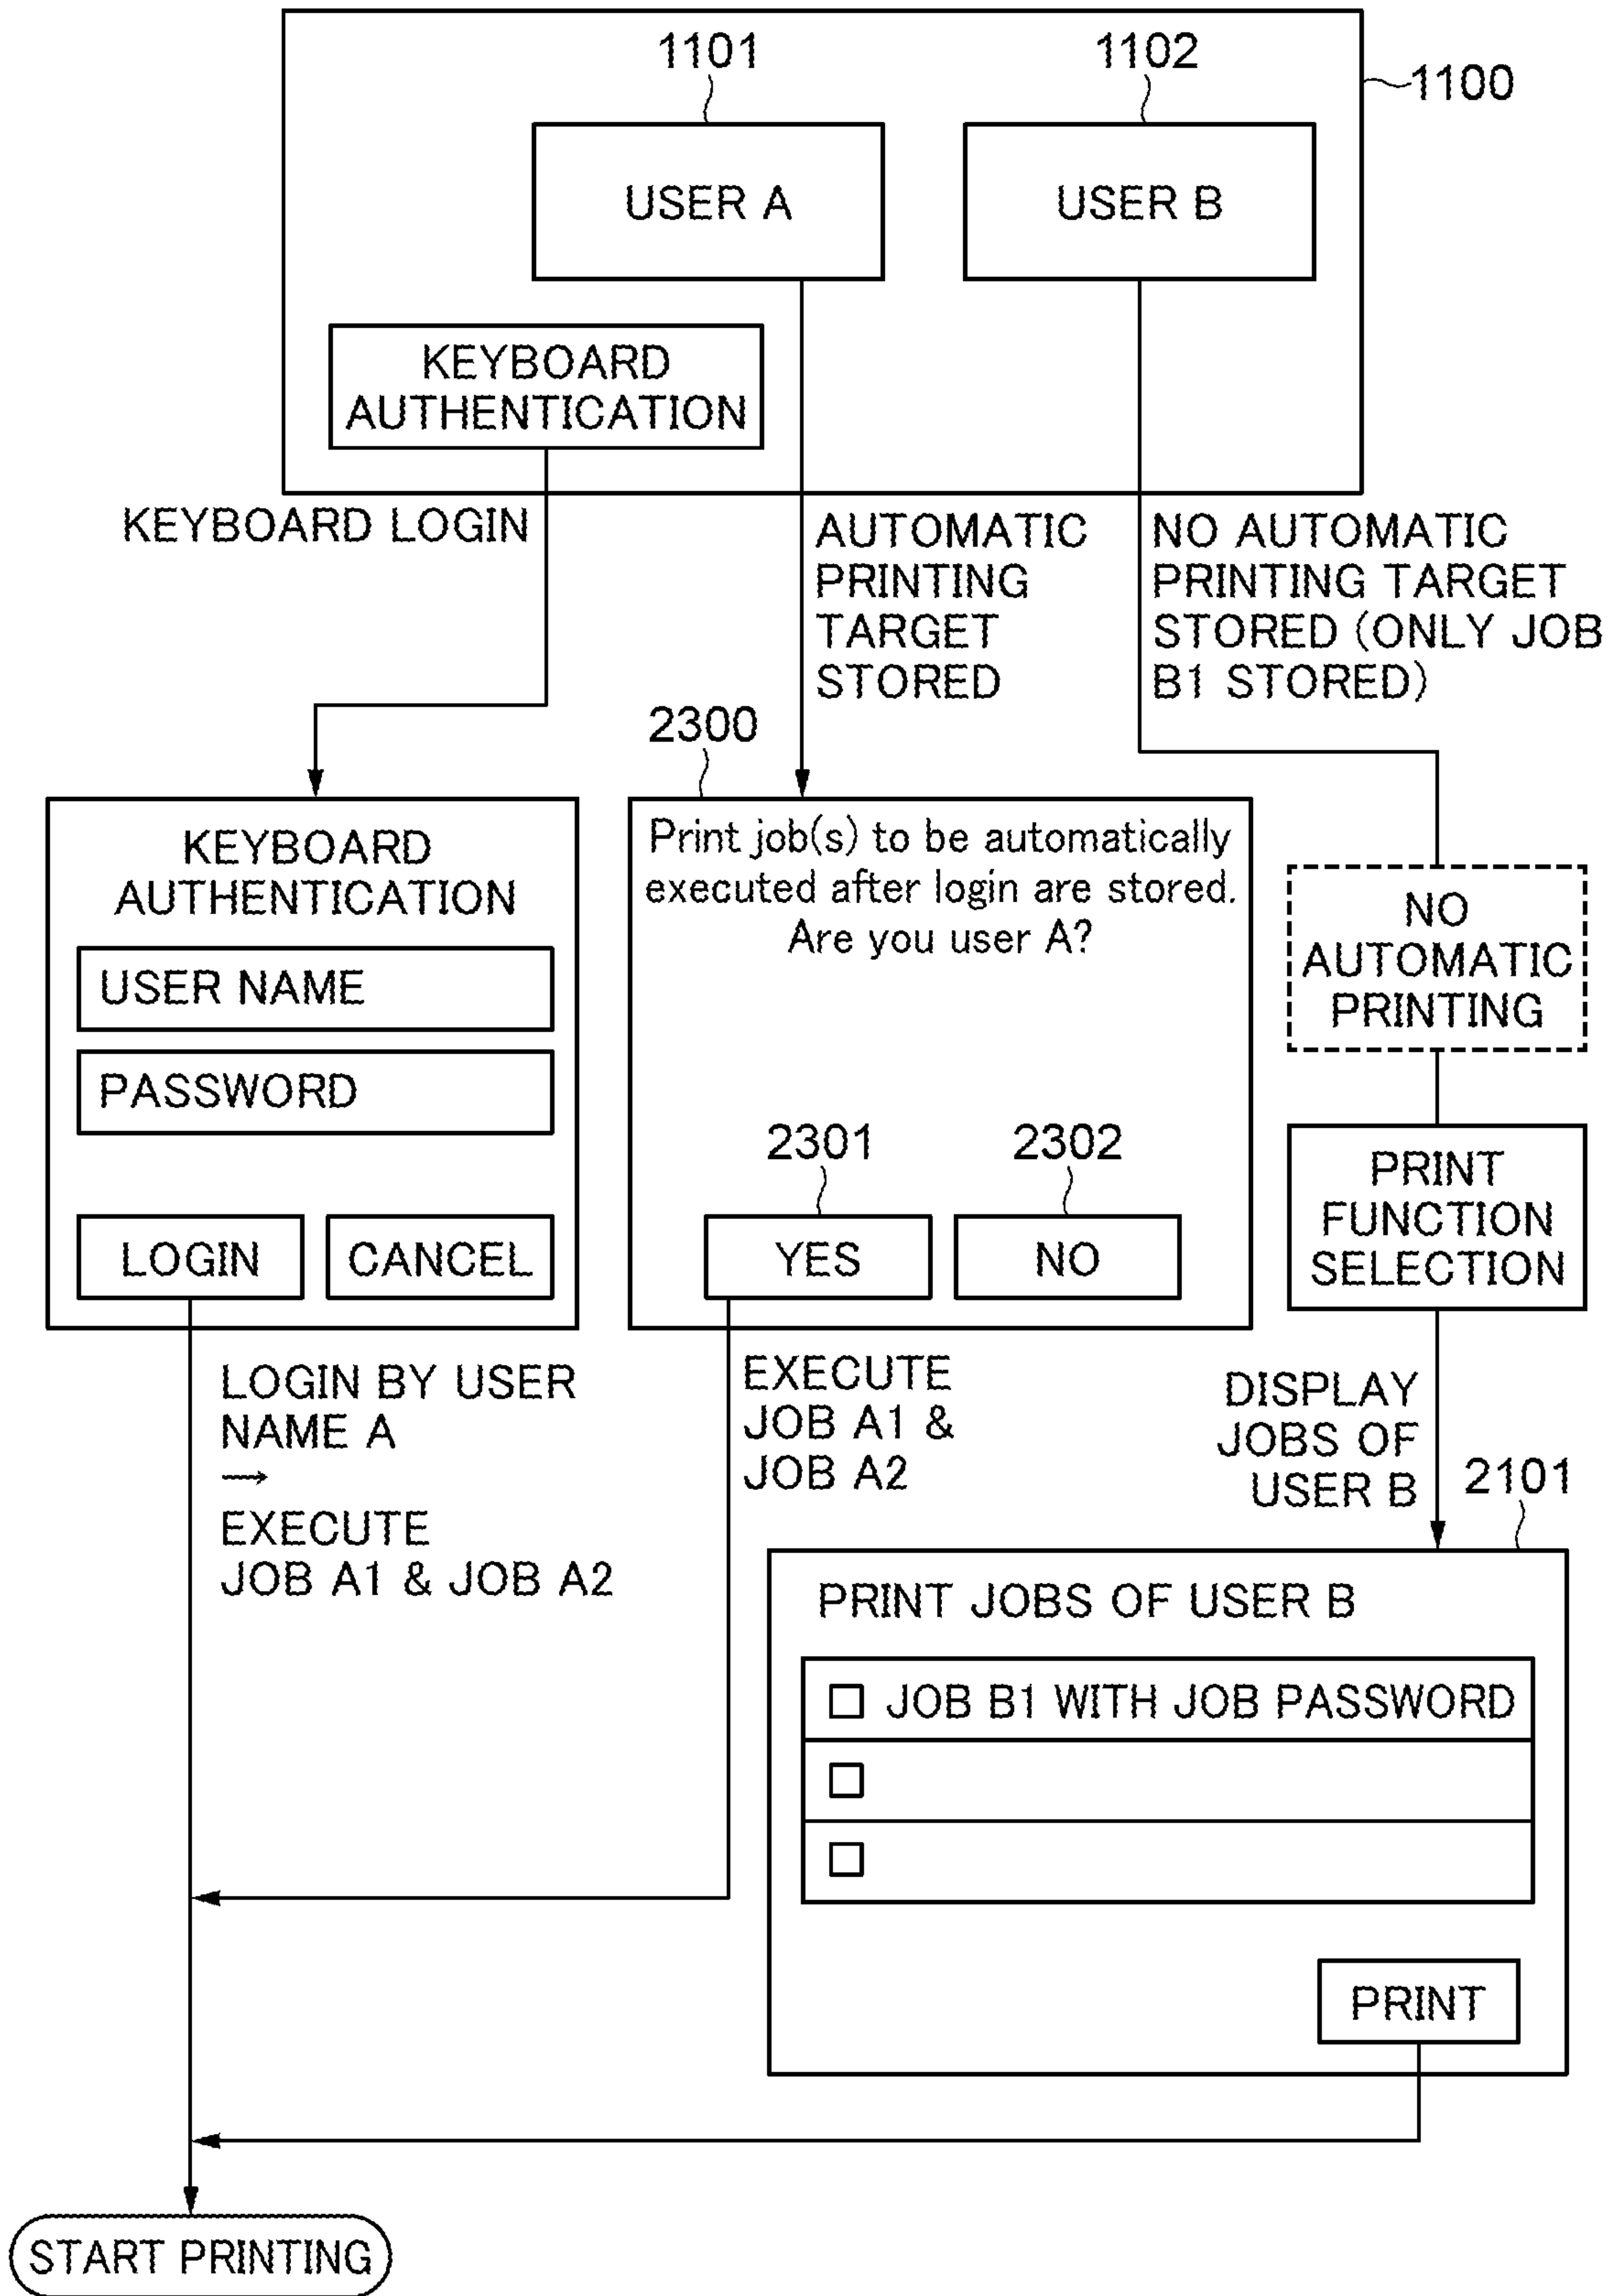 1101
1102
1100
USER A
USER B
KEYBOARD
AUTHENTICATION
KEYBOARD LOGIN
AUTOMATIC
PRINTING
TARGET
STORED
NO AUTOMATIC
PRINTING TARGET
STORED (ONLY JOB
B1 STORED)
2300
KEYBOARD
AUTHENTICATION
USER NAME
PASSWORD
LOGIN
CANCEL
Print job(s) to be automatically
executed after login are stored.
Are you user A?
2301
2302
YES
NO
NO
AUTOMATIC
PRINTING
PRINT
FUNCTION
SELECTION
LOGIN BY USER
NAME A
→
EXECUTE
JOB A1 & JOB A2
EXECUTE
JOB A1 &
JOB A2
DISPLAY
JOBS OF
USER B
2101
PRINT JOBS OF USER B
JOB B1 WITH JOB PASSWORD
PRINT
START PRINTING